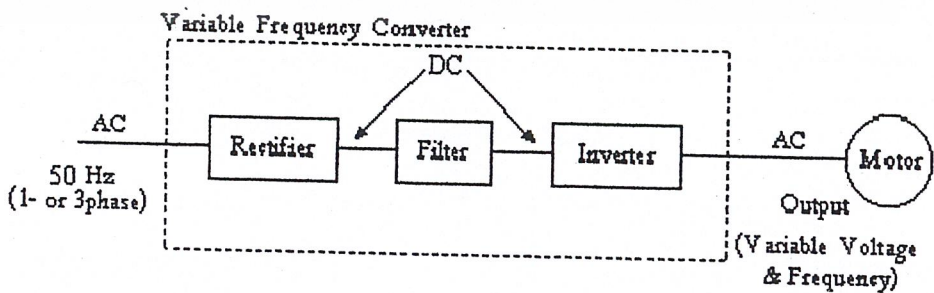 Variable Frequency Converter
DC
AC
Rectifier
Filter
Inverter
AC
Motor
50 Hz
(1- or 3phase)
Output
(Variable Voltage
& Frequency)